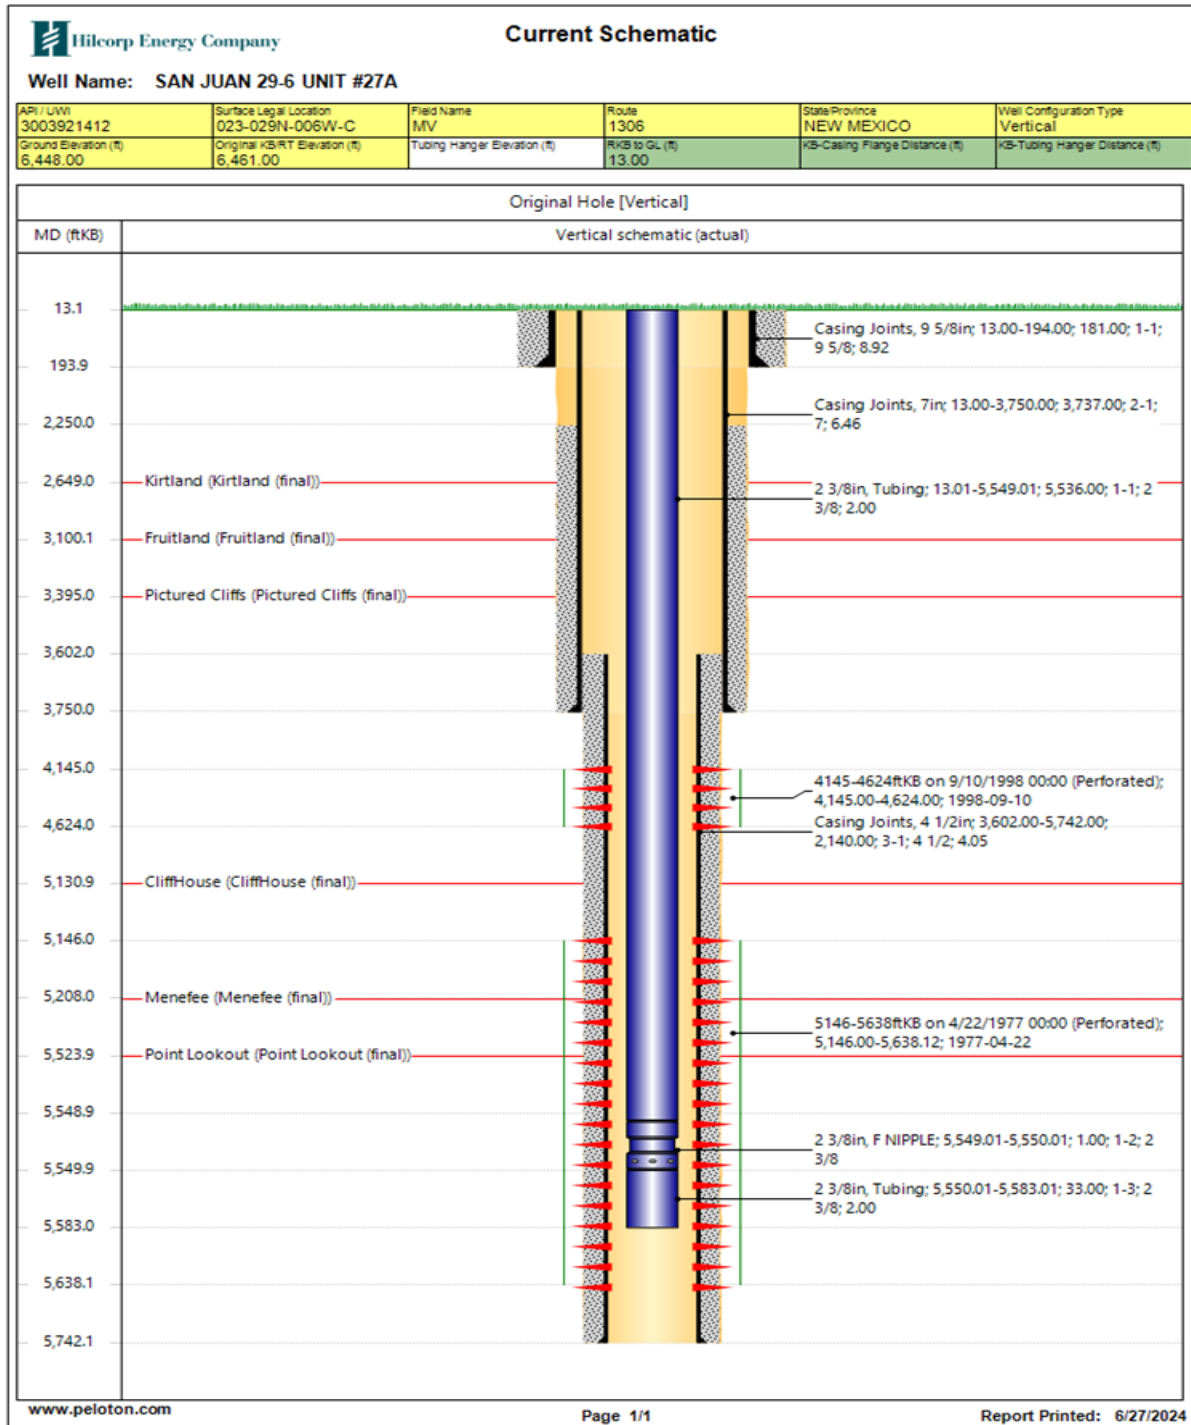 Hilcorp Energy Company
Current Schematic
Well Name: SAN JUAN 29-6 UNIT #27A
API / UWI
3003921412
Surface Legal Location
023-029N-006W-C
Field Name
MV
Route
1306
State/Province
NEW MEXICO
Well Configuration Type
Vertical
Ground Elevation (ft)
6,448.00
Original KB/RT Elevation (ft)
6,461.00
Tubing Hanger Elevation (ft)
RKB to GL (ft)
13.00
KB-Casing Flange Distance (ft)
KB-Tubing Hanger Distance (ft)
Original Hole [Vertical]
MD (ftKB)
Vertical schematic (actual)
13.1
Casing Joints, 9 5/8in; 13.00-194.00; 181.00; 1-1;
9 5/8; 8.92
193.9
Casing Joints, 7in; 13.00-3,750.00; 3,737.00; 2-1;
7; 6.46
2,250.0
2,649.0
Kirtland (Kirtland (final))
2 3/8in, Tubing; 13.01-5,549.01; 5,536.00; 1-1; 2
3/8; 2.00
3,100.1
Fruitland (Fruitland (final))
3,395.0
Pictured Cliffs (Pictured Cliffs (final))
3,602.0
3,750.0
4,145.0
4145-4624ftKB on 9/10/1998 00:00 (Perforated);
4,145.00-4,624.00; 1998-09-10
4,624.0
Casing Joints, 4 1/2in; 3,602.00-5,742.00;
2,140.00; 3-1; 4 1/2; 4.05
5,130.9
CliffHouse (CliffHouse (final))
5,146.0
5,208.0
Menefee (Menefee (final))
5146-5638ftKB on 4/22/1977 00:00 (Perforated);
5,146.00-5,638.12; 1977-04-22
5,523.9
Point Lookout (Point Lookout (final))
5,548.9
2 3/8in, F NIPPLE; 5,549.01-5,550.01; 1.00; 1-2; 2
3/8
5,549.9
2 3/8in, Tubing; 5,550.01-5,583.01; 33.00; 1-3; 2
3/8; 2.00
5,583.0
5,638.1
5,742.1
www.peloton.com
Page 1/1
Report Printed: 6/27/2024